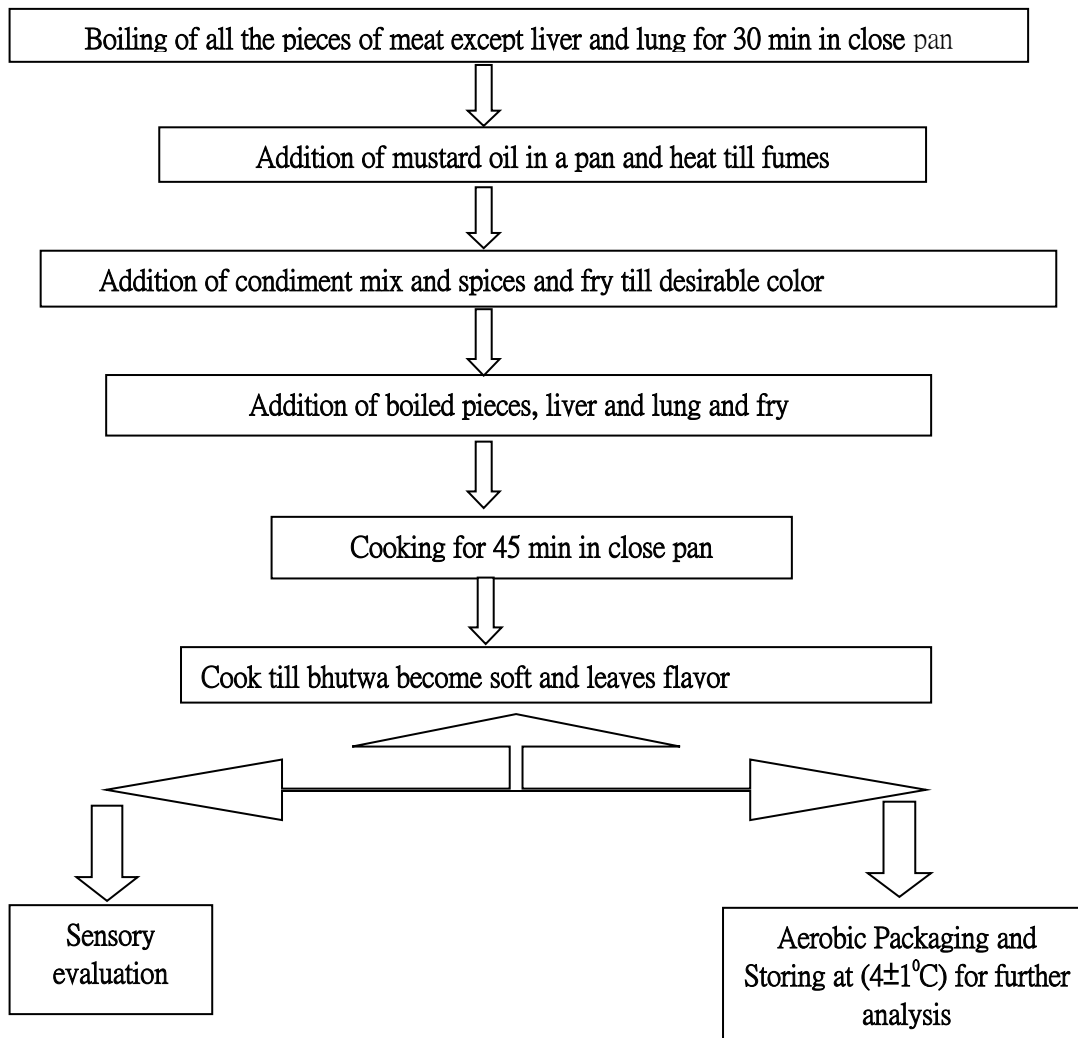 Boiling of all the pieces of meat except liver and lung for 30 min in close pan
Addition of mustard oil in a pan and heat till fumes
Addition of condiment mix and spices and fry till desirable color
Addition of boiled pieces, liver and lung and fry
Cooking for 45 min in close pan
Cook till bhutwa become soft and leaves flavor
Sensory
evaluation
Aerobic Packaging and
Storing at (4±1⁰C) for further
analysis